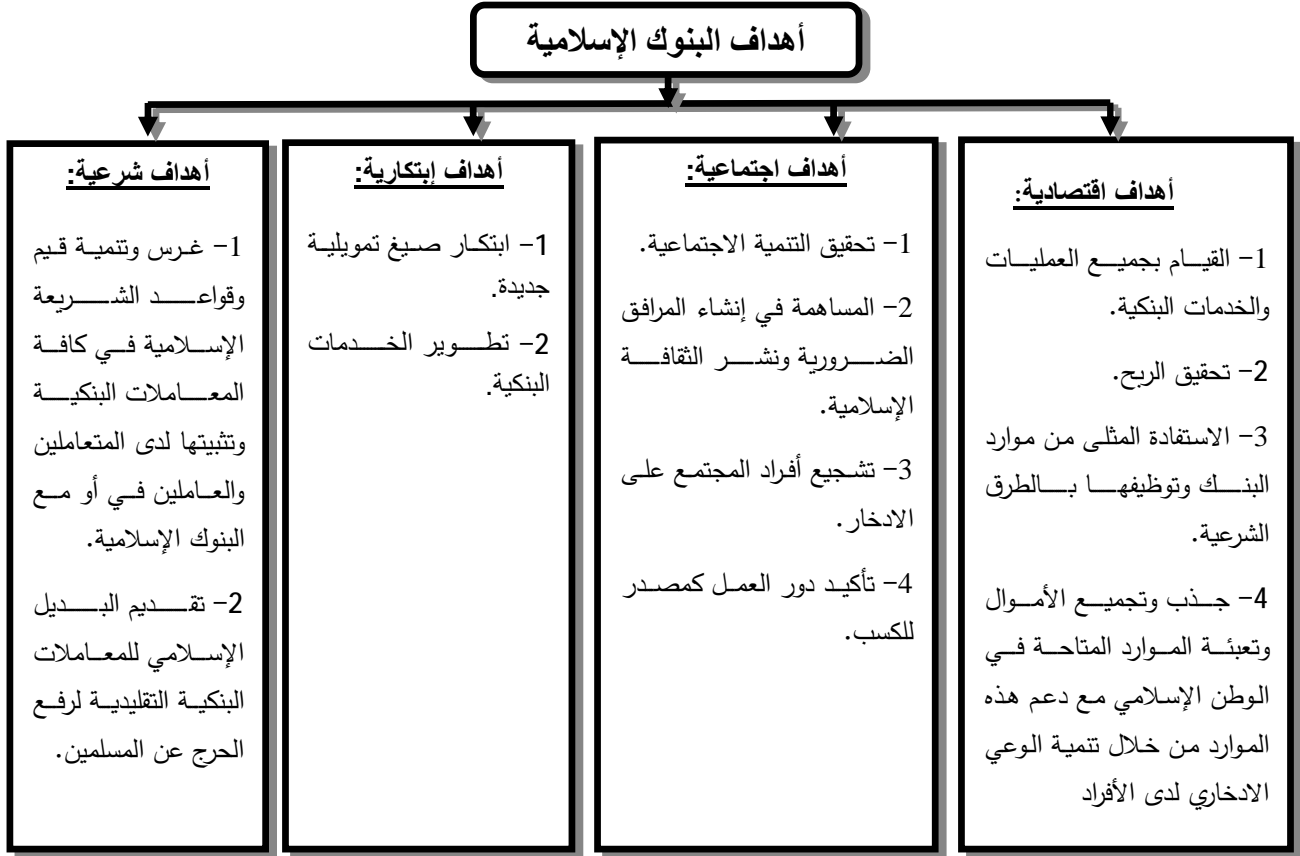 أهداف البنوك الإسلامية
أهداف اقتصادية:
1- القيام بجميع العمليات
والخدمات البنكية.
2- تحقيق الربح.
3- الاستفادة المثلى من موارد
البنك وتوظيفها بالطرق
الشرعية.
4- جذب وتجميع الأموال
وتعبئة الموارد المتاحة في
الوطن الإسلامي مع دعم هذه
الموارد من خلال تنمية الوعي
الادخاري لدى الأفراد
أهداف اجتماعية:
1- تحقيق التنمية الاجتماعية.
2- المساهمة في إنشاء المرافق
الضرورية ونشر الثقافة
الإسلامية.
3- تشجيع أفراد المجتمع على
الادخار.
4- تأكيد دور العمل كمصدر
للكسب.
أهداف إبتكارية:
1- ابتكار صيغ تمويلية
جديدة.
2- تطوير الخدمات
البنكية.
أهداف شرعية:
1- غرس وتنمية قيم
وقواعد الشريعة
الإسلامية في كافة
المعاملات البنكية
وتثبيتها لدى المتعاملين
والعاملين في أو مع
البنوك الإسلامية.
2- تقديم البديل
الإسلامي للمعاملات
البنكية التقليدية لرفع
الحرج عن المسلمين.